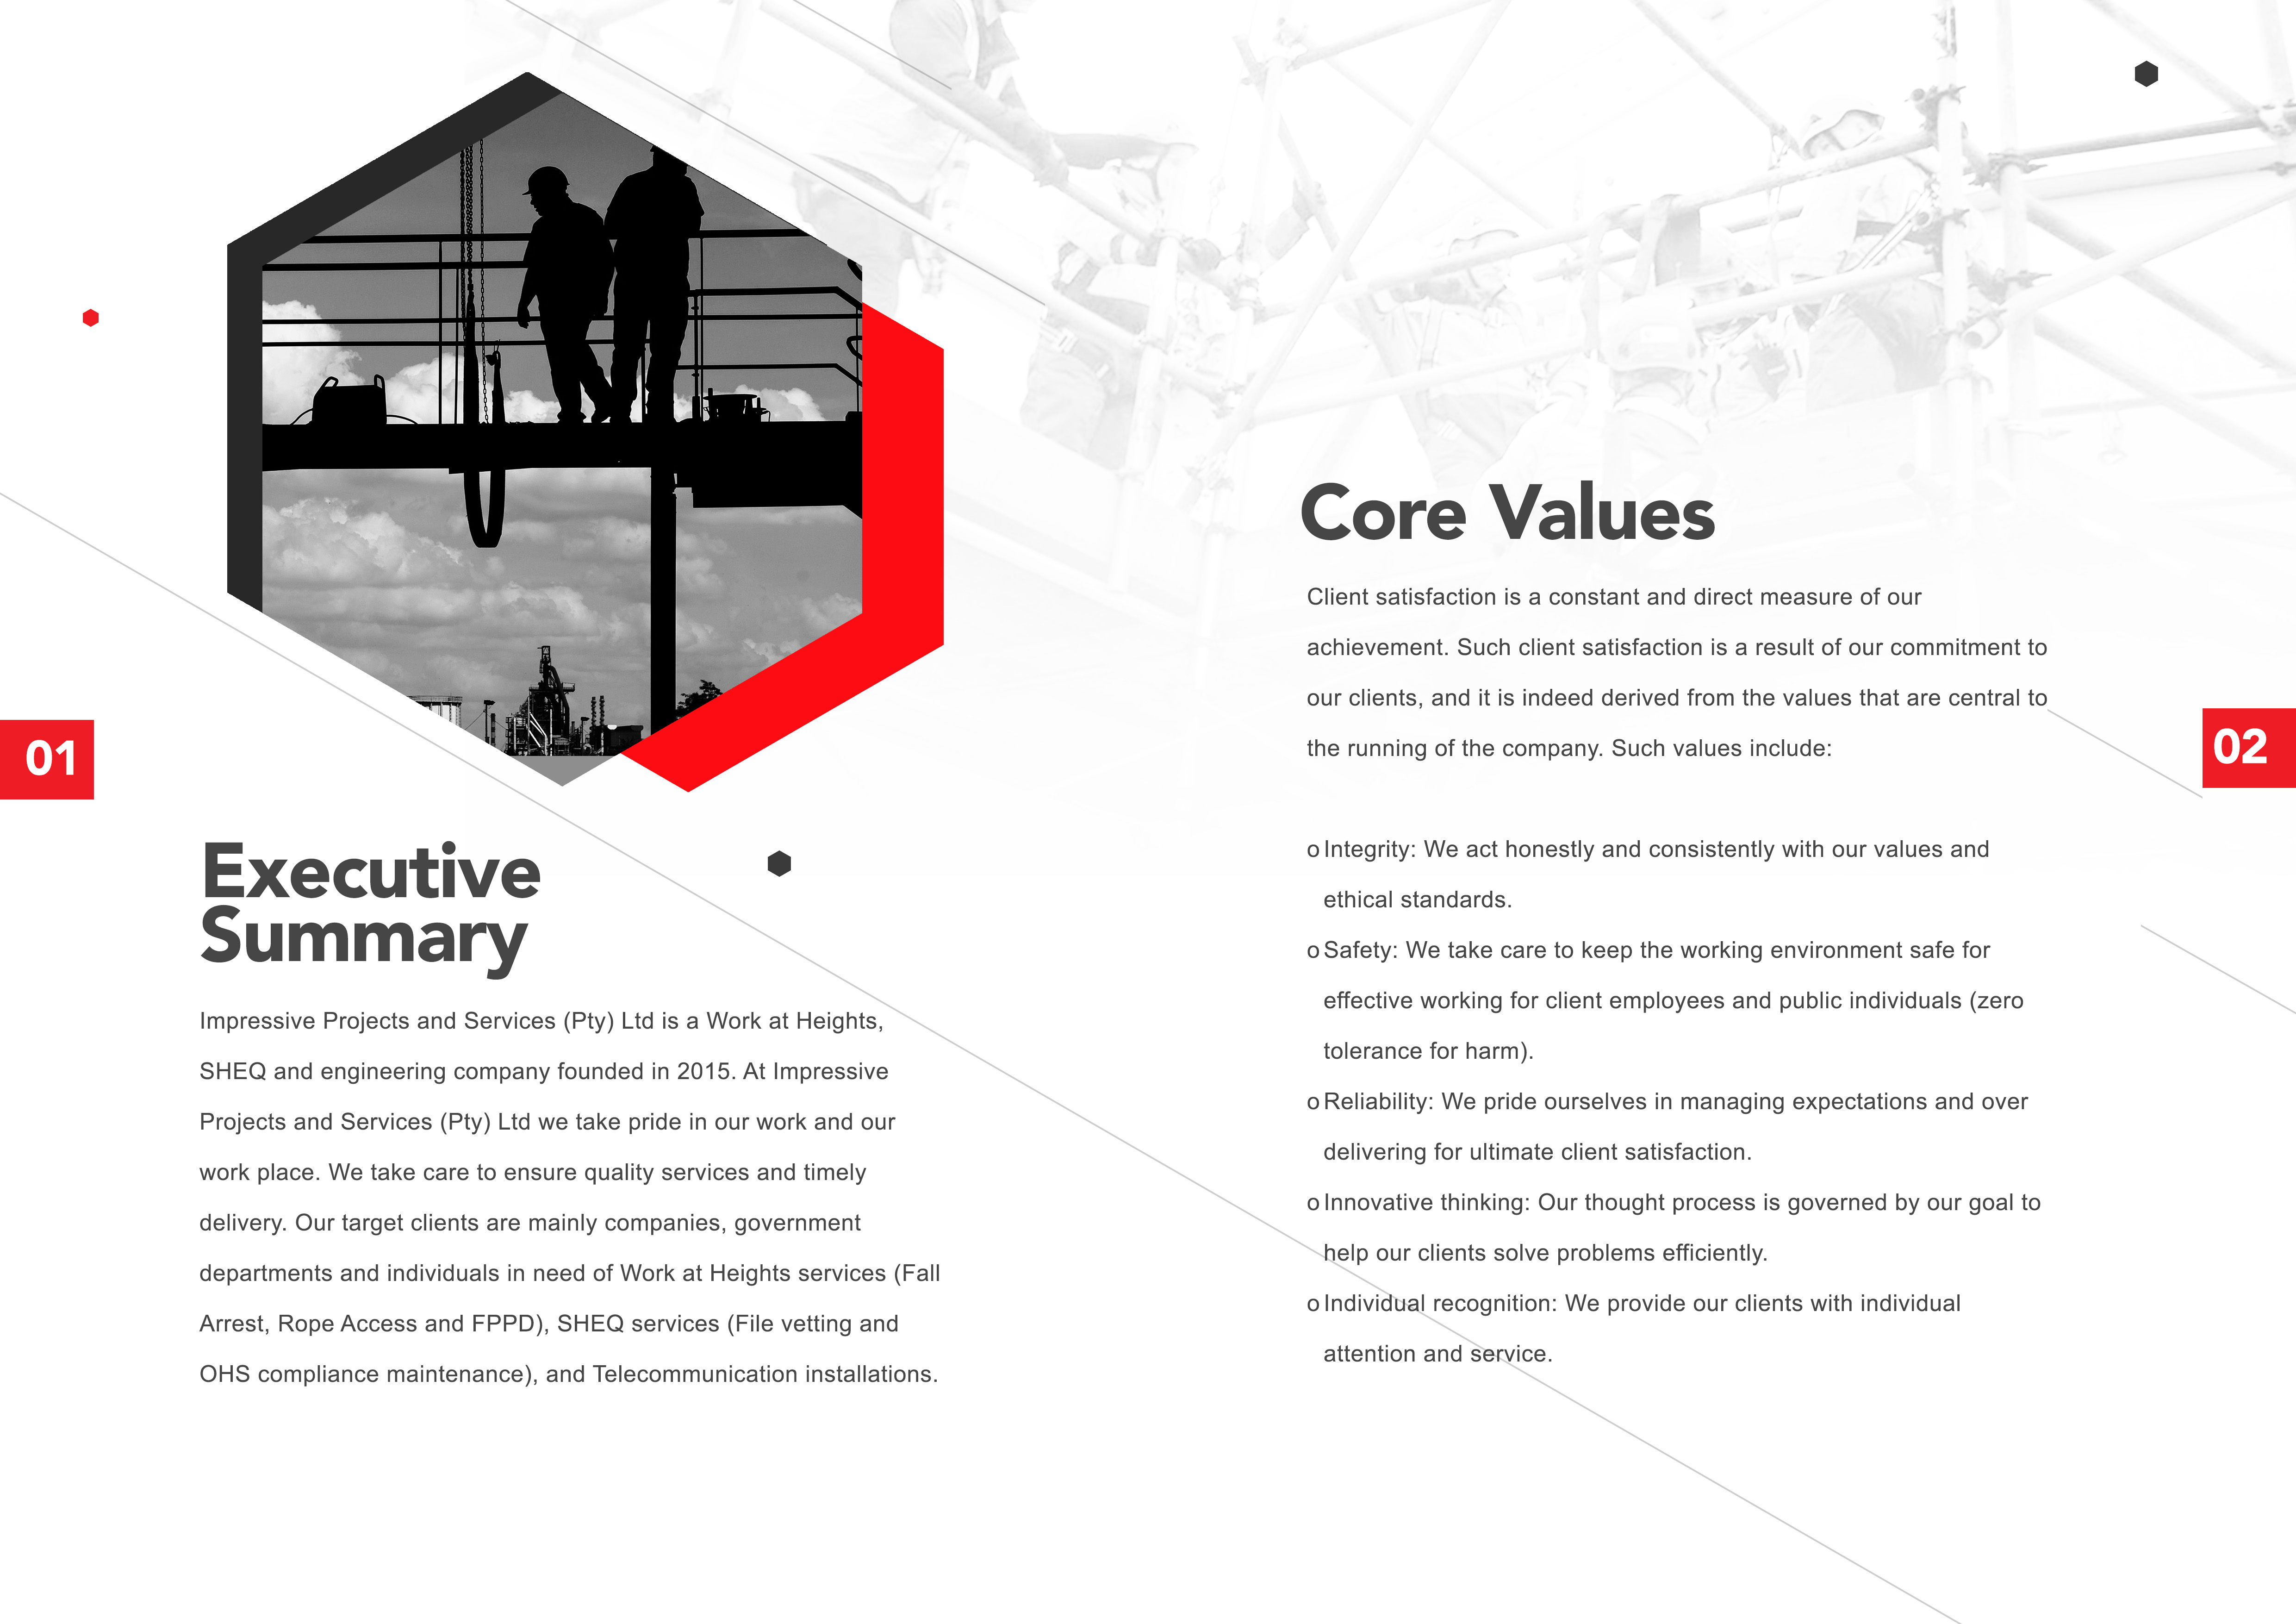 01
Executive
Summary
Impressive Projects and Services (Pty) Ltd is a Work at Heights,
SHEQ and engineering company founded in 2015. At Impressive
Projects and Services (Pty) Ltd we take pride in our work and our
work place. We take care to ensure quality services and timely
delivery. Our target clients are mainly companies, government
departments and individuals in need of Work at Heights services (Fall
Arrest, Rope Access and FPPD), SHEQ services (File vetting and
OHS compliance maintenance), and Telecommunication installations.
Core Values
Client satisfaction is a constant and direct measure of our
achievement. Such client satisfaction is a result of our commitment to
our clients, and it is indeed derived from the values that are central to
the running of the company. Such values include:
o Integrity: We act honestly and consistently with our values and
ethical standards.
o Safety: We take care to keep the working environment safe for
effective working for client employees and public individuals (zero
tolerance for harm).
o Reliability: We pride ourselves in managing expectations and over
delivering for ultimate client satisfaction.
o Innovative thinking: Our thought process is governed by our goal to
help our clients solve problems efficiently.
o Individual recognition: We provide our clients with individual
attention and service.
02